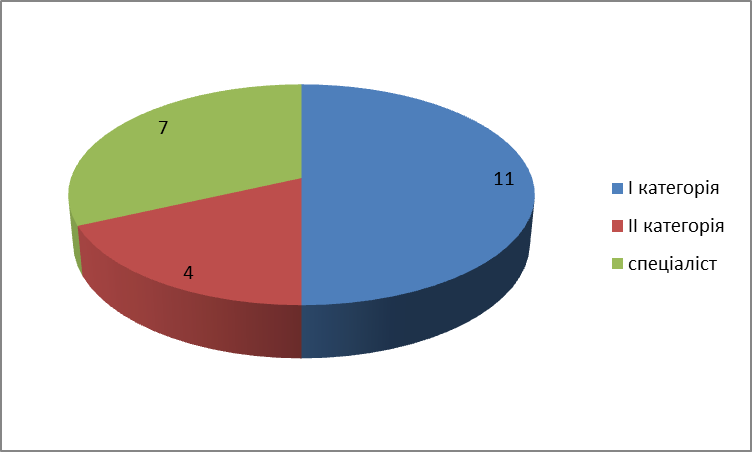 7
11
4
І категорія
ІІ категорія
спеціаліст